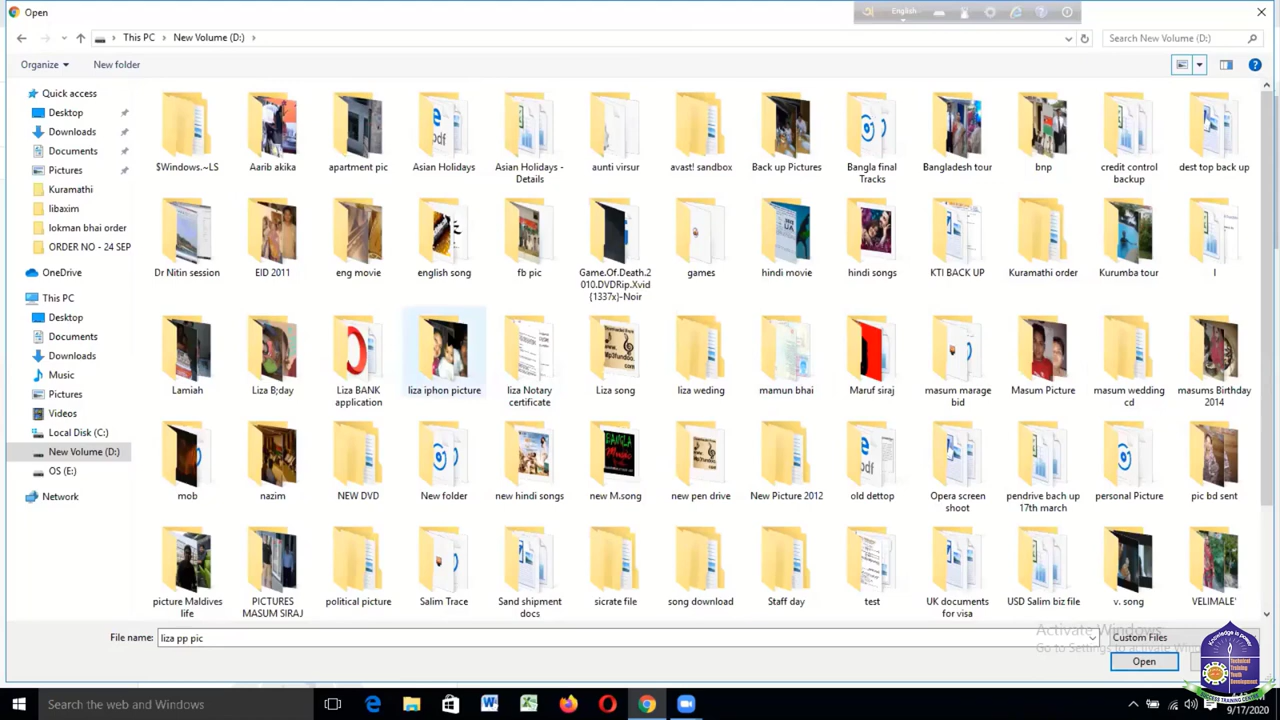 Open
English
This PC
New Volume (D:)
Search New Volume (D:)
Organize
New folder
Quick access
Desktop
Downloads
Documents
Pictures
Kuramathi
libaxim
lokman bhai order
ORDER NO - 24 SEP
OneDrive
This PC
Desktop
Documents
Downloads
Music
Pictures
Videos
Local Disk (C:)
New Volume (D:)
OS (E:)
Network
$Windows.~LS
Aarib akika
apartment pic
Asian Holidays
Asian Holidays -
Details
aunti virsur
avast! sandbox
Back up Pictures
Bangla final
Tracks
Bangladesh tour
bnp
credit control
backup
dest top back up
Dr Nitin session
EID 2011
eng movie
english song
fb pic
Game.Of.Death.2
010.DVDRip.Xvid
{1337x}-Noir
games
hindi movie
hindi songs
KTI BACK UP
Kuramathi order
Kurumba tour
l
Lamiah
Liza B;day
Liza BANK
application
liza iphon picture
liza Notary
certificate
Liza song
liza weding
mamun bhai
Maruf siraj
masum marage
bid
Masum Picture
masum wedding
cd
masums Birthday
2014
mob
nazim
NEW DVD
New folder
new hindi songs
new M.song
new pen drive
New Picture 2012
old dettop
Opera screen
shoot
pendrive bach up
17th march
personal Picture
pic bd sent
picture Maldives
life
PICTURES
MASUM SIRAJ
political picture
Salim Trace
Sand shipment
docs
sicrate file
song download
Staff day
test
UK documents
for visa
USD Salim biz file
v. song
VELIMALE'
File name:
liza pp pic
Custom Files
Activate Windows
Go to Settings to activate Win
Open
Knowledge is power
Technical
Training
Youth
Development
Search the web and Windows
9/17/2020